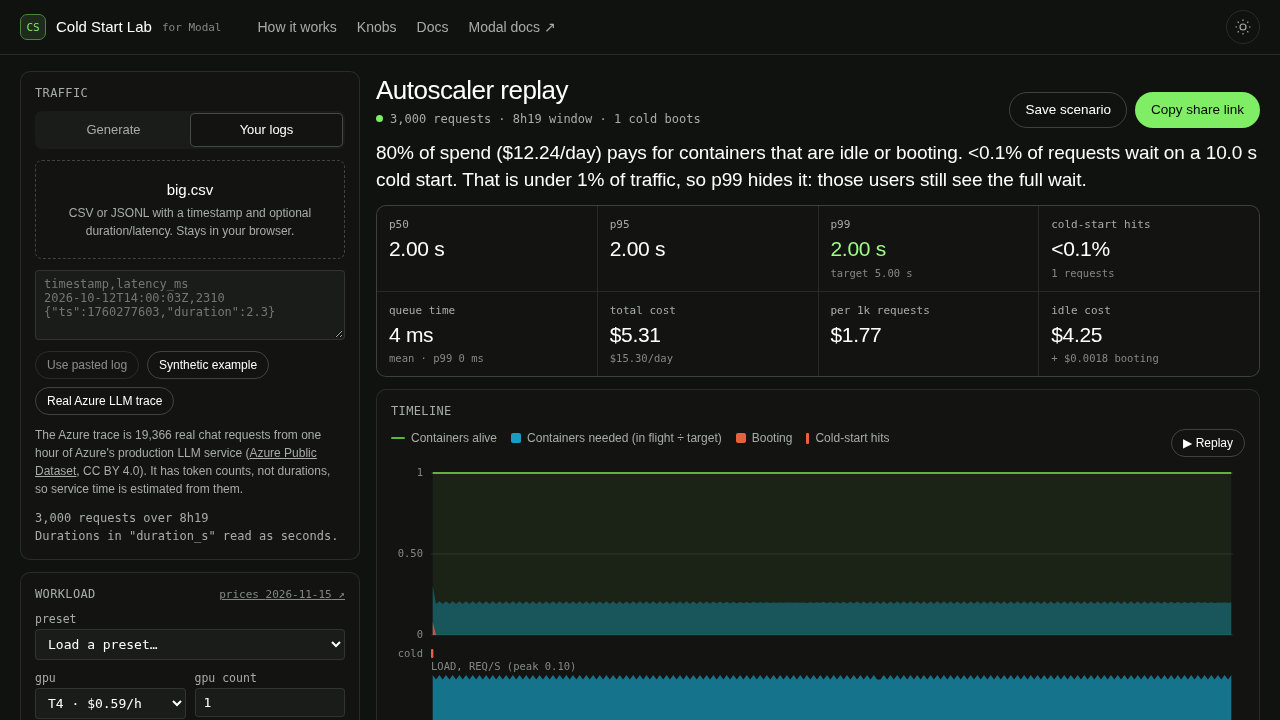 CS Cold Start Lab for Modal How it works Knobs Docs Modal docs ↗
TRAFFIC
Generate Your logs
big.csv
CSV or JSONL with a timestamp and optional
duration/latency. Stays in your browser.
timestamp,latency_ms
2026-10-12T14:00:03Z,2310
{"ts":1760277603,"duration":2.3}
Use pasted log Synthetic example
Real Azure LLM trace
The Azure trace is 19,366 real chat requests from one
hour of Azure's production LLM service (Azure Public
Dataset, CC BY 4.0). It has token counts, not durations,
so service time is estimated from them.
3,000 requests over 8h19
Durations in "duration_s" read as seconds.
WORKLOAD prices 2026-11-15 ↗
preset
Load a preset…
gpu gpu count
T4 · $0.59/h 1
Autoscaler replay
3,000 requests · 8h19 window · 1 cold boots
Save scenario Copy share link
80% of spend ($12.24/day) pays for containers that are idle or booting. <0.1% of requests wait on a 10.0 s
cold start. That is under 1% of traffic, so p99 hides it: those users still see the full wait.
p50 p95 p99 cold-start hits
2.00 s 2.00 s 2.00 s <0.1%
target 5.00 s 1 requests
queue time total cost per 1k requests idle cost
4 ms $5.31 $1.77 $4.25
mean · p99 0 ms $15.30/day + $0.0018 booting
TIMELINE
Containers alive Containers needed (in flight ÷ target) Booting Cold-start hits
▶ Replay
1
0.50
0
cold
LOAD, REQ/S (peak 0.10)